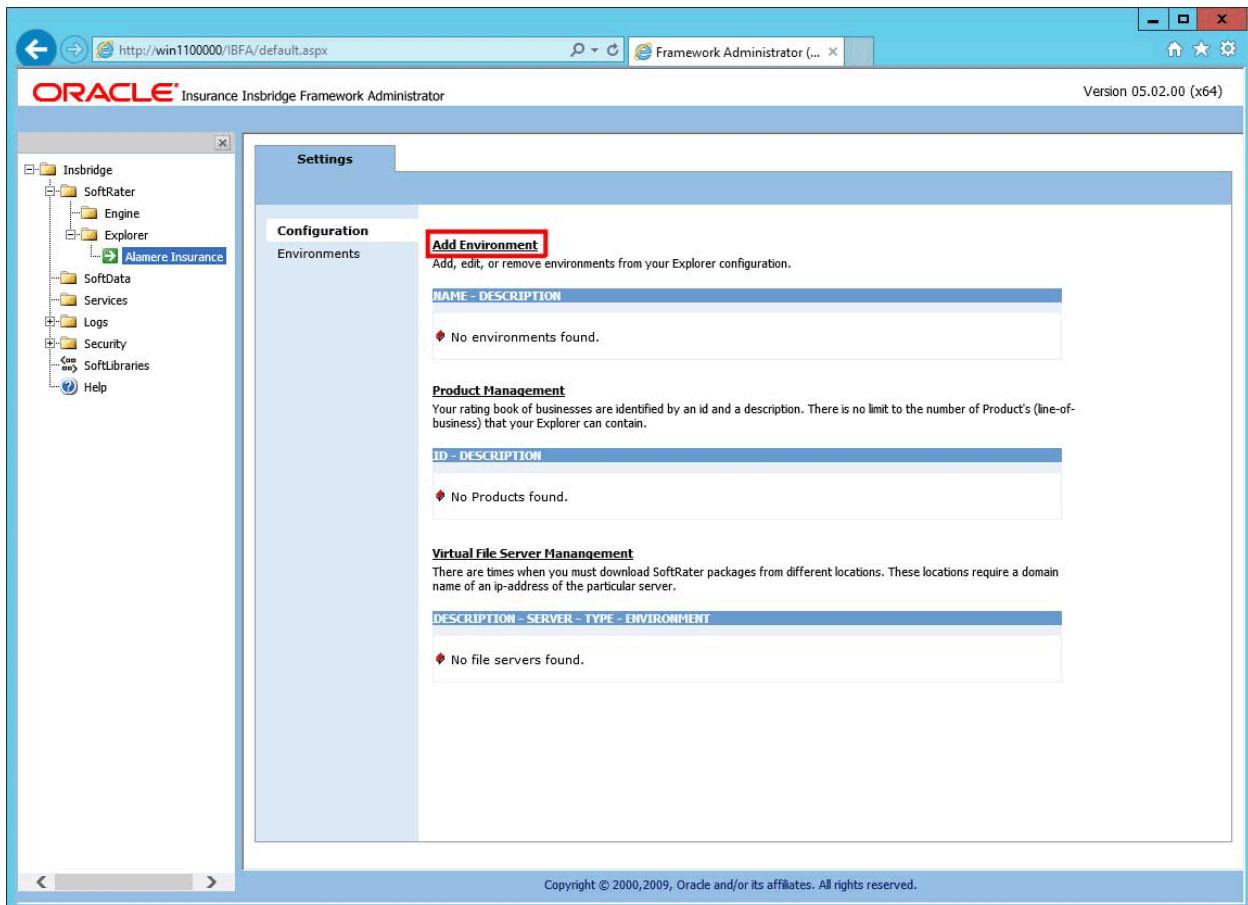 http://win1100000/IBFA/default.aspx
Framework Administrator (...
ORACLE Insurance Insbridge Framework Administrator
Version 05.02.00 (x64)
Insbridge
SoftRater
Engine
Explorer
Alamere Insurance
SoftData
Services
Logs
Security
SoftLibraries
Help
Settings
Configuration
Environments
Add Environment
Add, edit, or remove environments from your Explorer configuration.
NAME - DESCRIPTION
No environments found.
Product Management
Your rating book of businesses are identified by an id and a description. There is no limit to the number of Product's (line-of-
business) that your Explorer can contain.
ID - DESCRIPTION
No Products found.
Virtual File Server Manangement
There are times when you must download SoftRater packages from different locations. These locations require a domain
name of an ip-address of the particular server.
DESCRIPTION - SERVER - TYPE - ENVIRONMENT
No file servers found.
Copyright © 2000,2009, Oracle and/or its affiliates. All rights reserved.